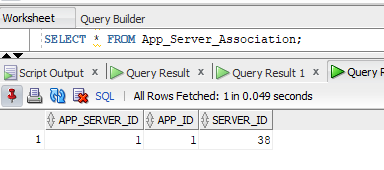 Worksheet Query Builder
SELECT * FROM App_Server_Association;
Script Output x Query Result x Query Result 1 x Query
SQL All Rows Fetched: 1 in 0.049 seconds
APP_SERVER_ID APP_ID SERVER_ID
1 1 1 38